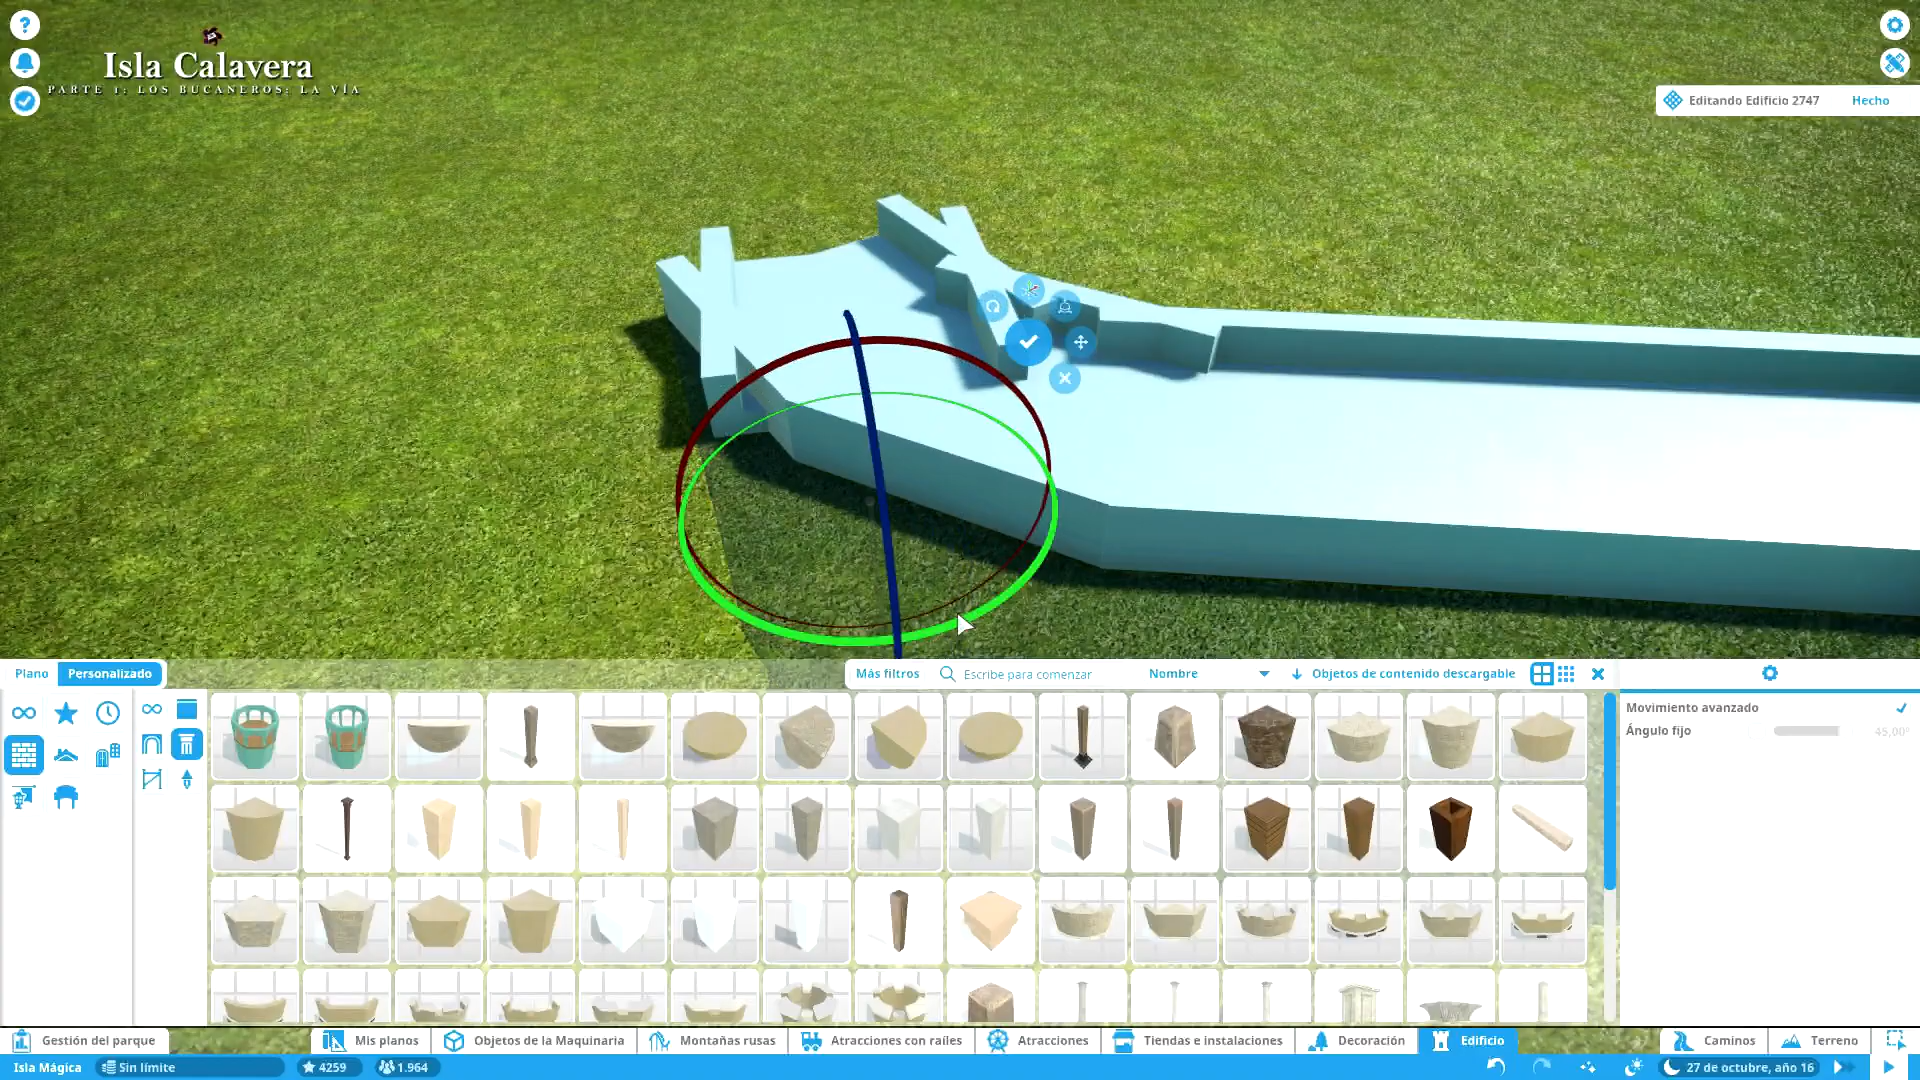 Isla Calavera
PARTE 1: LOS BUCANEROS: LA VÍA
Editando Edificio 2747
Hecho
Plano
Personalizado
Más filtros
Escribe para comenzar
Nombre
Objetos de contenido descargable
Movimiento avanzado
Ángulo fijo
45,00°
Gestión del parque
Mis planos
Objetos de la Maquinaria
Montañas rusas
Atracciones con raíles
Atracciones
Tiendas e instalaciones
Decoración
Edificio
Caminos
Terreno
Isla Mágica
Sin límite
4259
1.964
27 de octubre, año 16